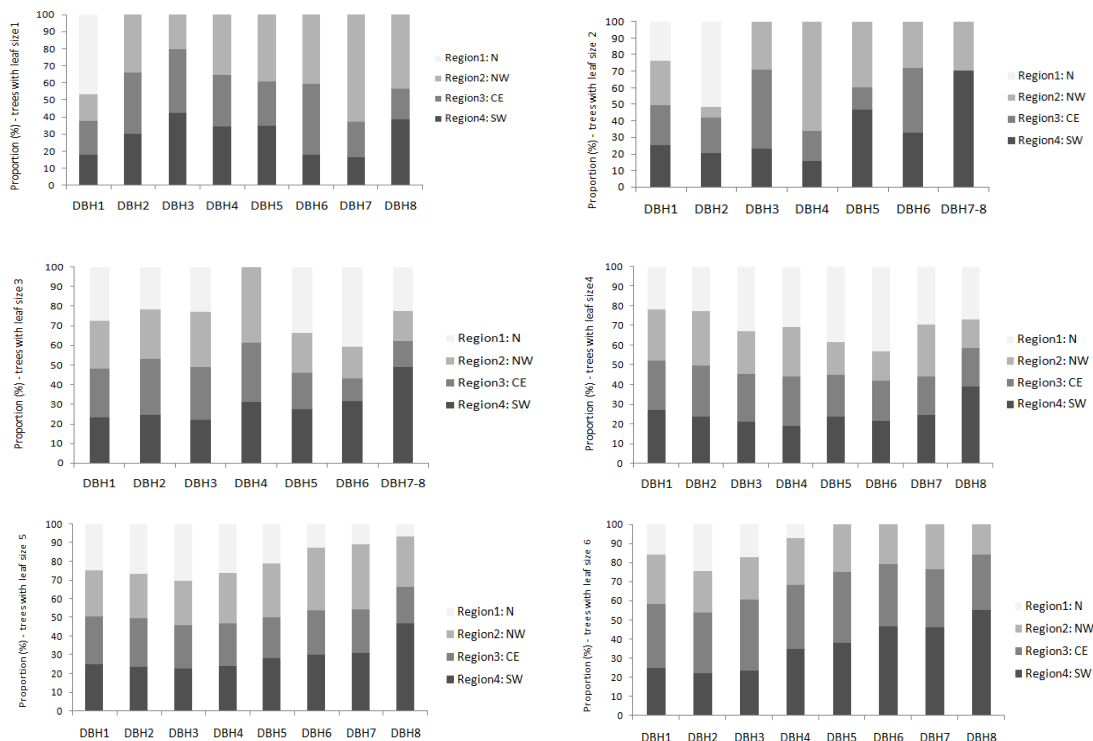 Proportion (%) - trees with leaf size1
100
90
80
70
60
50
40
30
20
10
0
DBH1 DBH2 DBH3 DBH4 DBH5 DBH6 DBH7 DBH8
Region1: N
Region2: NW
Region3: CE
Region4: SW
Proportion (%) - trees with leaf size 2
100
90
80
70
60
50
40
30
20
10
0
DBH1 DBH2 DBH3 DBH4 DBH5 DBH6 DBH7-8
Region1: N
Region2: NW
Region3: CE
Region4: SW
Proportion (%) - trees with leaf size3
100
90
80
70
60
50
40
30
20
10
0
DBH1 DBH2 DBH3 DBH4 DBH5 DBH6 DBH7-8
Region1: N
Region2: NW
Region3: CE
Region4: SW
Proportion (%) - trees with leaf size4
100
90
80
70
60
50
40
30
20
10
0
DBH1 DBH2 DBH3 DBH4 DBH5 DBH6 DBH7 DBH8
Region1: N
Region2: NW
Region3: CE
Region4: SW
Proportion (%) - trees with leaf size 5
100
90
80
70
60
50
40
30
20
10
0
DBH1 DBH2 DBH3 DBH4 DBH5 DBH6 DBH7 DBH8
Region1: N
Region2: NW
Region3: CE
Region4: SW
Proportion (%) - trees with leaf size 6
100
90
80
70
60
50
40
30
20
10
0
DBH1 DBH2 DBH3 DBH4 DBH5 DBH6 DBH7 DBH8
Region1: N
Region2: NW
Region3: CE
Region4: SW